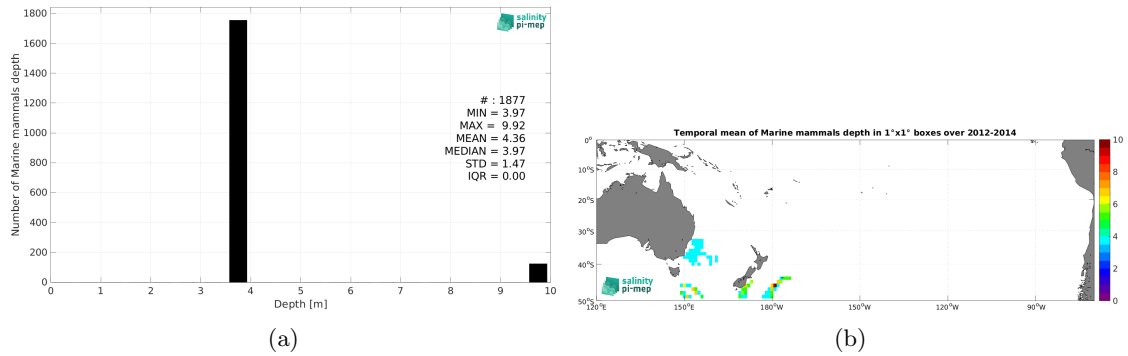 1800
1600
1400
1200
1000
800
600
400
200
0
Number of Marine mammals depth
0 1 2 3 4 5 6 7 8 9 10
Depth [m]
salinity
pi-mep
# : 1877
MIN = 3.97
MAX = 9.92
MEAN = 4.36
MEDIAN = 3.97
STD = 1.47
IQR = 0.00
(a)
Temporal mean of Marine mammals depth in 1°x1° boxes over 2012-2014
0°
10°S
20°S
30°S
40°S
50°S
120°E 150°E 180°W 150°W 120°W 90°W
salinity
pi-mep
10
8
6
4
2
0
(b)